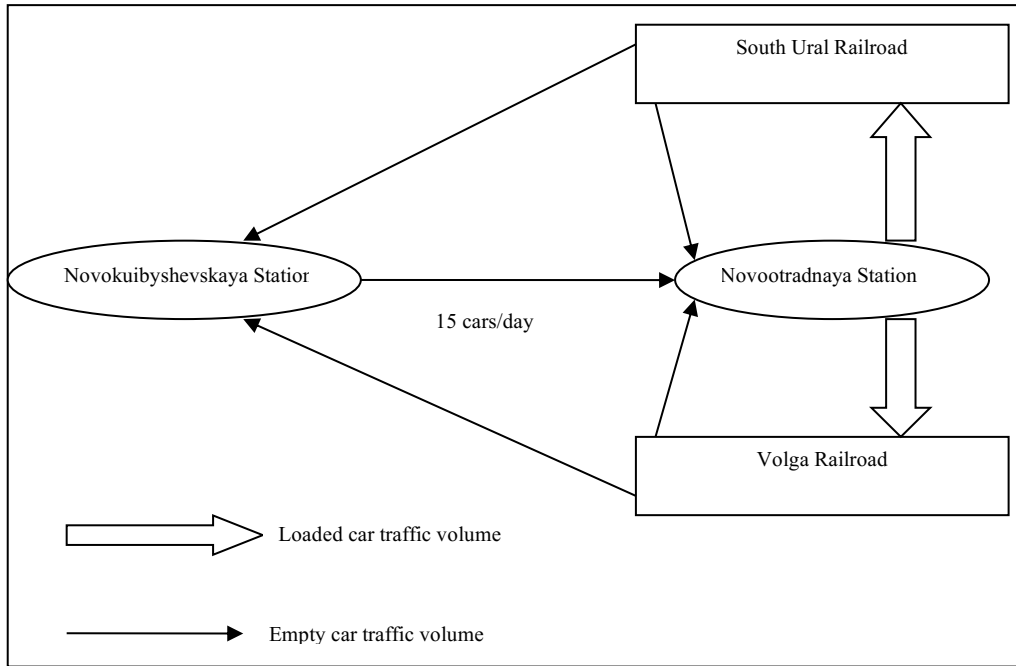 South Ural Railroad
Novokuibyshevskaya Station
Novootradnaya Station
15 cars/day
Volga Railroad
Loaded car traffic volume
Empty car traffic volume